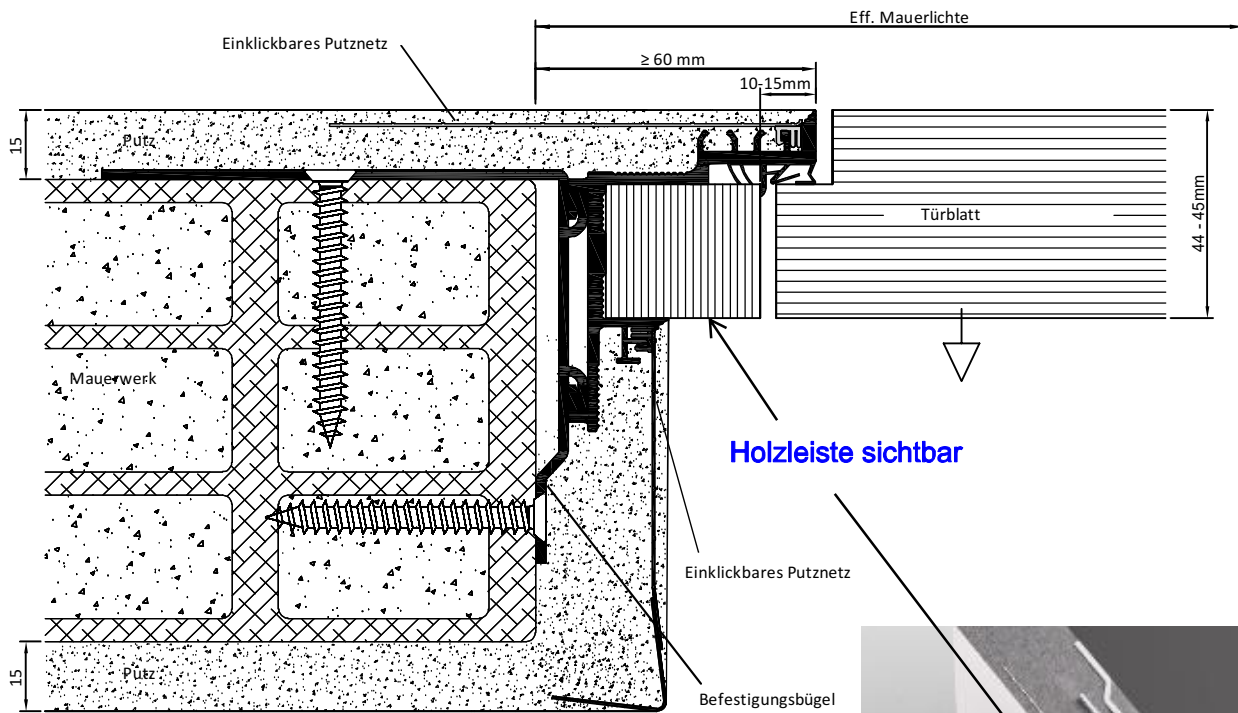 Eff. Mauerlichte
Einklickbares Putznetz
≥ 60 mm
10-15mm
15
Putz
Türblatt
44 - 45mm
Mauerwerk
Holzleiste sichtbar
Einklickbares Putznetz
15
Putz
Befestigungsbügel